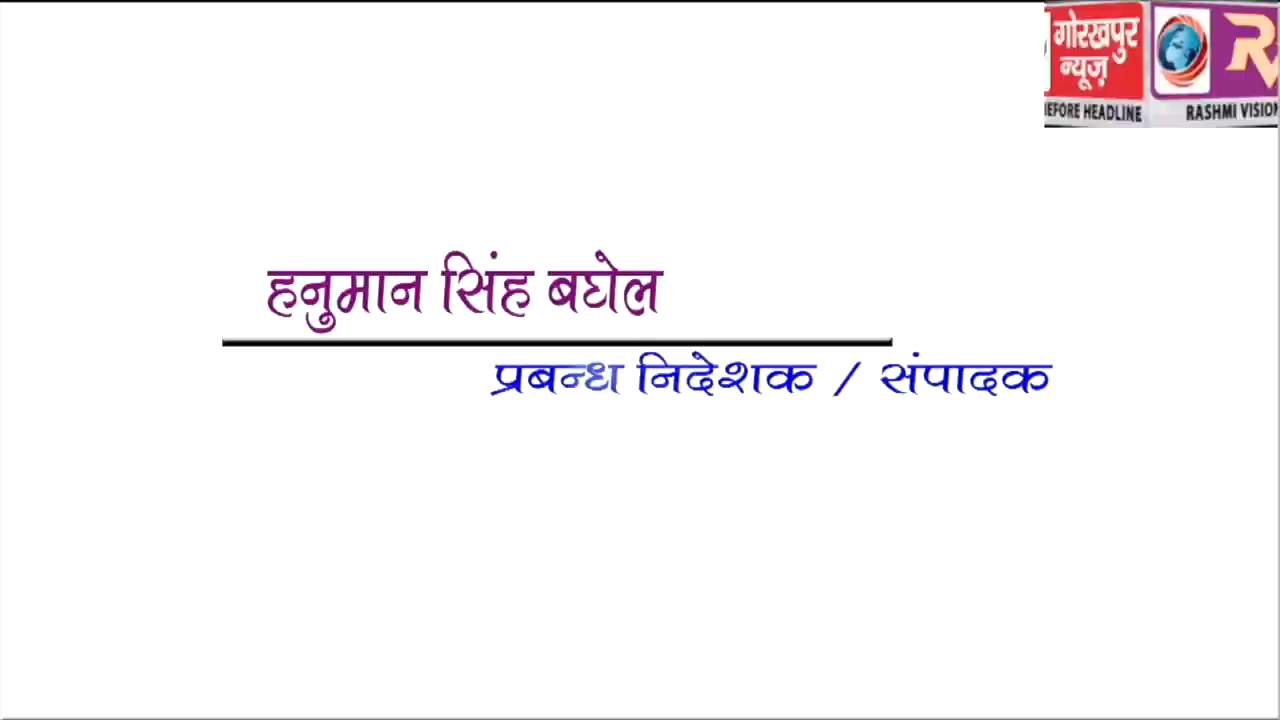 गोरखपुर
न्यूज़
EFORE HEADLINE
R
RASHMI VISION
हनुमान सिंह बघेल
प्रबन्ध निदेशक / संपादक